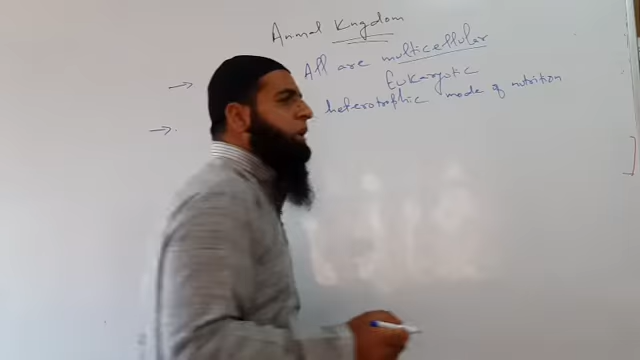 Animal Kingdom
→ All are multicellular
Eukaryotic
→ heterotrophic mode of nutrition